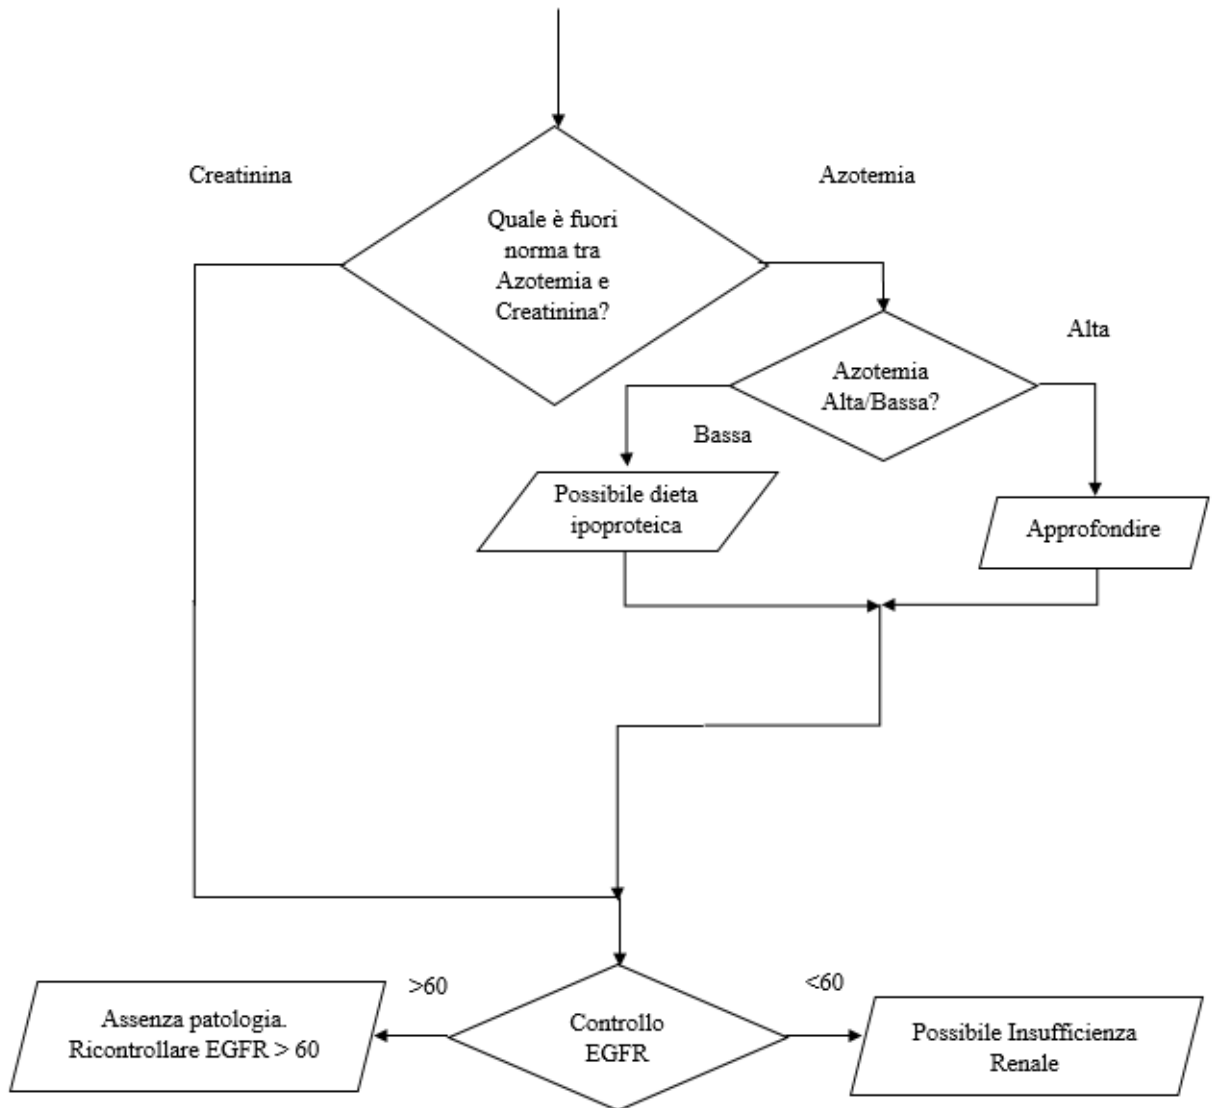 Creatinina
Azotemia
Quale è fuori
norma tra
Azotemia e
Creatinina?
Alta
Azotemia
Alta/Bassa?
Bassa
Possibile dieta
ipoproteica
Approfondire
>60
<60
Assenza patologia.
Ricontrollare EGFR > 60
Controllo
EGFR
Possibile Insufficienza
Renale